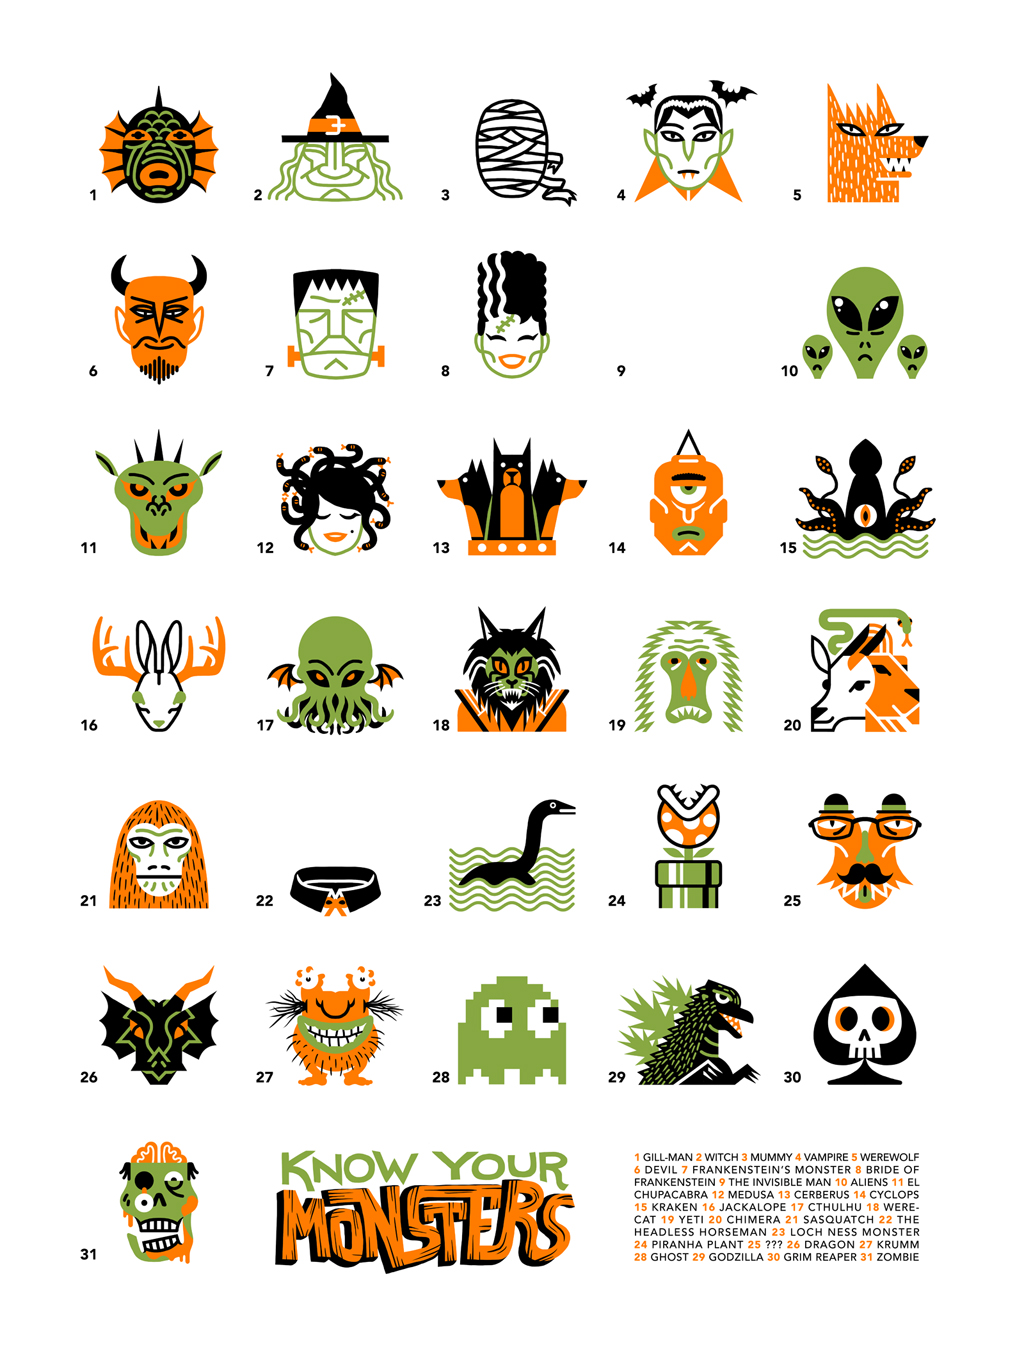 1
2
3
4
5
6
7
8
9
10
11
12
13
14
15
16
17
18
19
20
21
22
23
24
25
26
27
28
29
30
31
KNOW YOUR
MONSTERS
1 GILL-MAN 2 WITCH 3 MUMMY 4 VAMPIRE 5 WEREWOLF
6 DEVIL 7 FRANKENSTEIN'S MONSTER 8 BRIDE OF
FRANKENSTEIN 9 THE INVISIBLE MAN 10 ALIENS 11 EL
CHUPACABRA 12 MEDUSA 13 CERBERUS 14 CYCLOPS
15 KRAKEN 16 JACKALOPE 17 CTHULHU 18 WERE-
CAT 19 YETI 20 CHIMERA 21 SASQUATCH 22 THE
HEADLESS HORSEMAN 23 LOCH NESS MONSTER
24 PIRANHA PLANT 25 ??? 26 DRAGON 27 KRUMM
28 GHOST 29 GODZILLA 30 GRIM REAPER 31 ZOMBIE